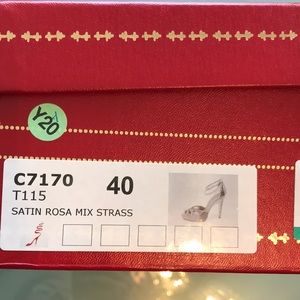 Y20
C7170 40
T115
SATIN ROSA MIX STRASS